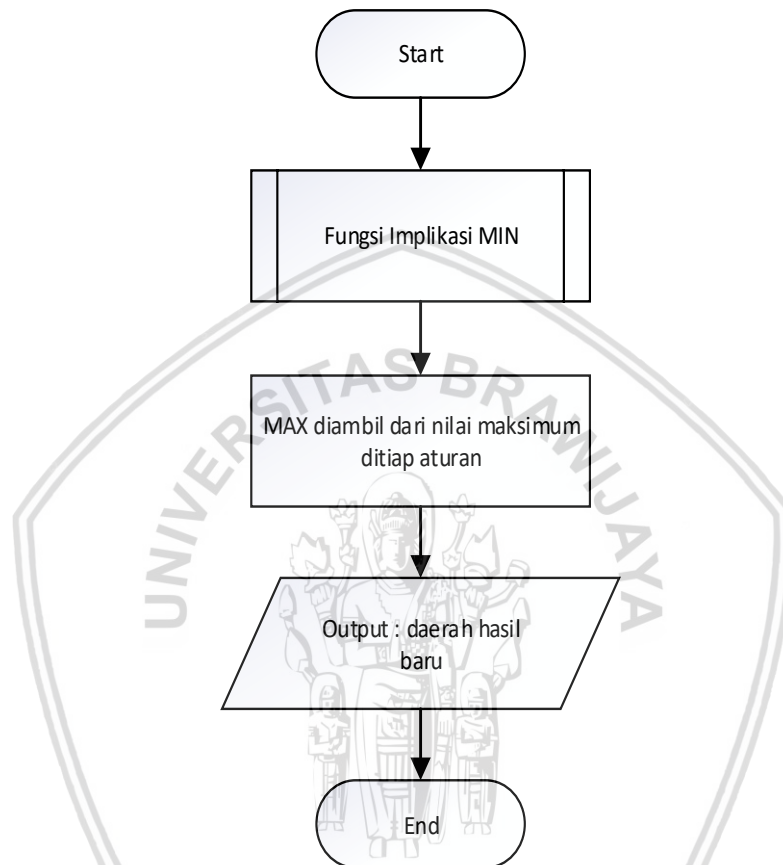 Start
Fungsi Implikasi MIN
UNIVERSITAS BRAWIJAYA
MAX diambil dari nilai maksimum
ditiap aturan
Output : daerah hasil
baru
End